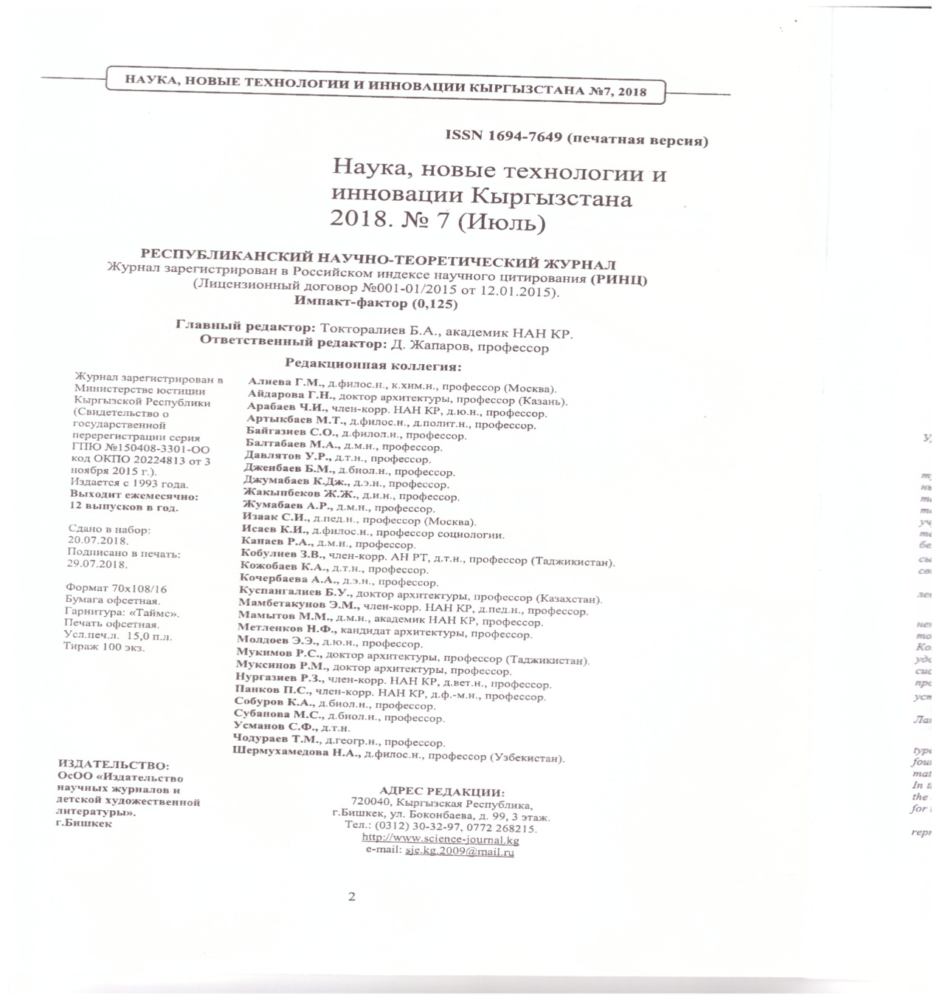 НАУКА, НОВЫЕ ТЕХНОЛОГИИ И ИННОВАЦИИ КЫРГЫЗСТАНА №7, 2018
ISSN 1694-7649 (печатная версия)
Наука, новые технологии и
инновации Кыргызстана
2018. № 7 (Июль)
РЕСПУБЛИКАНСКИЙ НАУЧНО-ТЕОРЕТИЧЕСКИЙ ЖУРНАЛ
Журнал зарегистрирован в Российском индексе научного цитирования (РИНЦ)
(Лицензионный договор №001-01/2015 от 12.01.2015).
Импакт-фактор (0,125)
Главный редактор: Токторалиев Б.А., академик НАН КР.
Ответственный редактор: Д. Жапаров, профессор
Редакционная коллегия:
Журнал зарегистрирован в
Министерстве юстиции
Кыргызской Республики
(Свидетельство о
государственной
перерегистрации серия
ГПЮ №150408-3301-ОО
код ОКПО 20224813 от 3
ноября 2015 г.).
Издается с 1993 года.
Выходит ежемесячно:
12 выпусков в год.
Сдано в набор:
20.07.2018.
Подписано в печать:
29.07.2018.
Формат 70х108/16
Бумага офсетная.
Гарнитура: «Таймс».
Печать офсетная.
Усл.печ.л. 15,0 п.л.
Тираж 100 экз.
ИЗДАТЕЛЬСТВО:
ОсОО «Издательство
научных журналов и
детской художественной
литературы».
г.Бишкек
Алиева Г.М., д.филос.н., к.хим.н., профессор (Москва).
Айдарова Г.Н., доктор архитектуры, профессор (Казань).
Арабаев Ч.И., член-корр. НАН КР, д.ю.н., профессор.
Артыкбаев М.Т., д.филос.н., д.полит.н., профессор.
Байгазиев С.О., д.филол.н., профессор.
Балтабаев М.А., д.м.н., профессор.
Давлятов У.Р., д.т.н., профессор.
Дженбаев Б.М., д.биол.н., профессор.
Джумабаев К.Дж., д.э.н., профессор.
Жакыпбеков Ж.Ж., д.и.н., профессор.
Жумабаев А.Р., д.м.н., профессор.
Изаак С.И., д.пед.н., профессор (Москва).
Исаев К.И., д.филос.н., профессор социологии.
Канаев Р.А., д.м.н., профессор.
Кобулиев З.В., член-корр. АН РТ, д.т.н., профессор (Таджикистан).
Кожобаев К.А., д.т.н., профессор.
Кочербаева А.А., д.э.н., профессор.
Куспангалиев Б.У., доктор архитектуры, профессор (Казахстан).
Мамбетакунов Э.М., член-корр. НАН КР, д.пед.н., профессор.
Мамытов М.М., д.м.н., академик НАН КР, профессор.
Метленков Н.Ф., кандидат архитектуры, профессор.
Молдоев Э.Э., д.ю.н., профессор.
Мукимов Р.С., доктор архитектуры, профессор (Таджикистан).
Муксинов Р.М., доктор архитектуры, профессор.
Нургазиев Р.З., член-корр. НАН КР, д.вет.н., профессор.
Панков П.С., член-корр. НАН КР, д.ф.-м.н., профессор.
Собуров К.А., д.биол.н., профессор.
Субанова М.С., д.биол.н., профессор.
Усманов С.Ф., д.т.н.
Чодураев Т.М., д.геогр.н., профессор.
Шермухамедова Н.А., д.филос.н., профессор (Узбекистан).
АДРЕС РЕДАКЦИИ:
720040, Кыргызская Республика,
г.Бишкек, ул. Боконбаева, д. 99, 3 этаж.
Тел.: (0312) 30-32-97, 0772 268215.
http://www.science-journal.kg
e-mail: sje.kg.2009@mail.ru
2